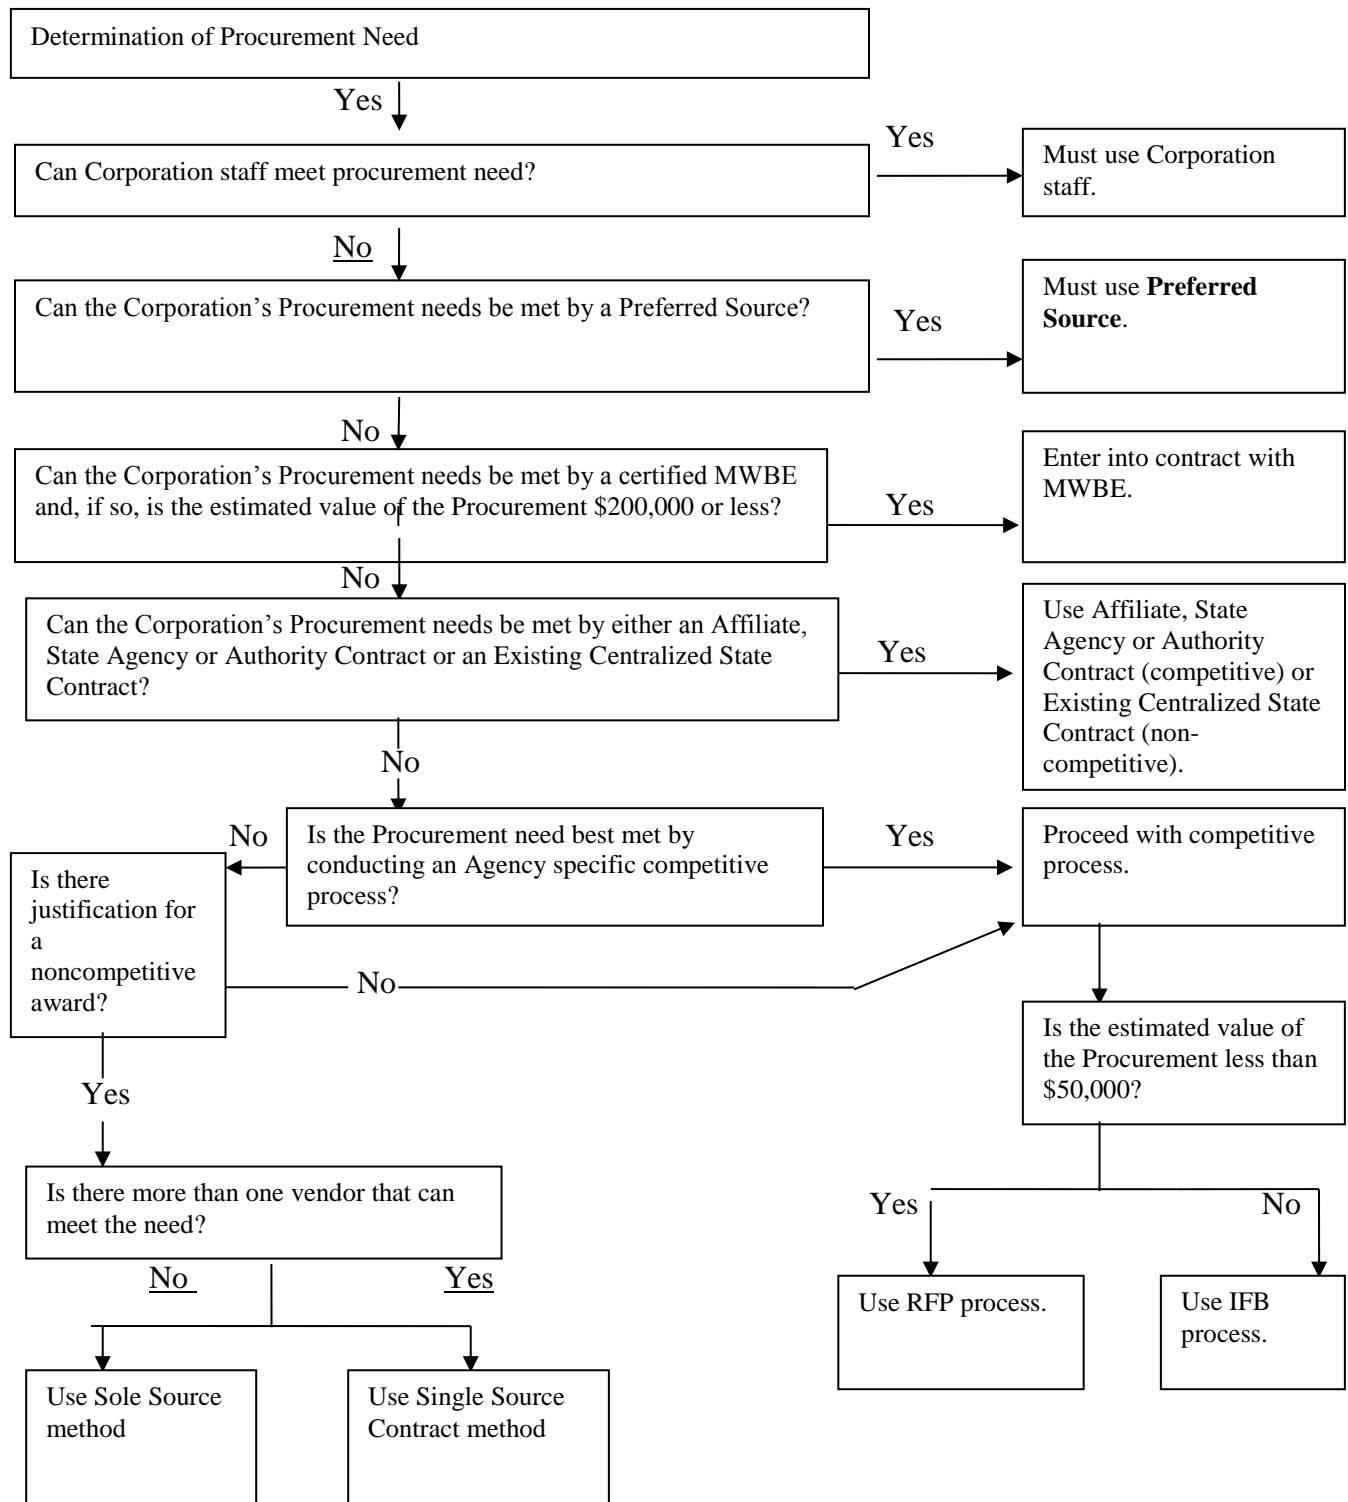 Determination of Procurement Need
Yes
Can Corporation staff meet procurement need?
Yes
Must use Corporation
staff.
No
Can the Corporation’s Procurement needs be met by a Preferred Source?
Yes
Must use Preferred
Source.
No
Can the Corporation’s Procurement needs be met by a certified MWBE
and, if so, is the estimated value of the Procurement $200,000 or less?
Yes
Enter into contract with
MWBE.
No
Can the Corporation’s Procurement needs be met by either an Affiliate,
State Agency or Authority Contract or an Existing Centralized State
Contract?
Yes
Use Affiliate, State
Agency or Authority
Contract (competitive) or
Existing Centralized State
Contract (non-
competitive).
No
Is the Procurement need best met by
conducting an Agency specific competitive
process?
Yes
Proceed with competitive
process.
No
Is there
justification for
a
noncompetitive
award?
No
Is the estimated value of
the Procurement less than
$50,000?
Yes
Is there more than one vendor that can
meet the need?
Yes
No
Use RFP process.
Use IFB
process.
No
Yes
Use Sole Source
method
Use Single Source
Contract method